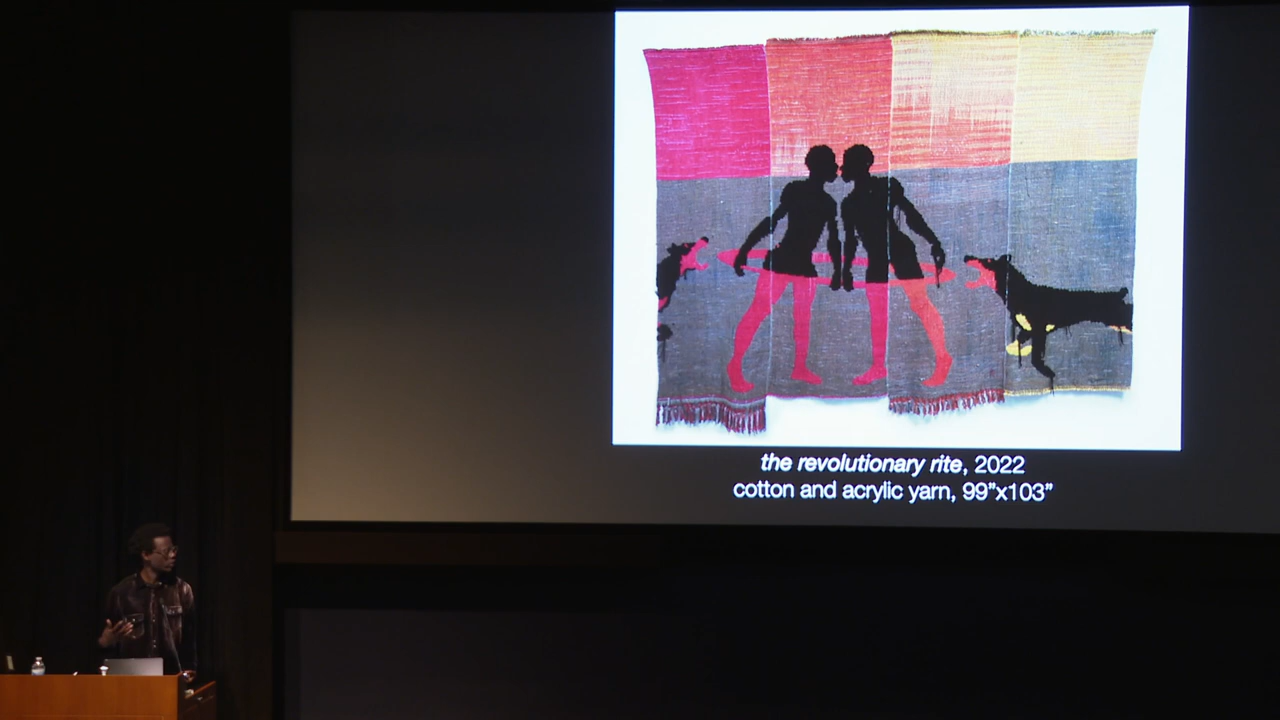 the revolutionary rite, 2022
cotton and acrylic yarn, 99”x103”